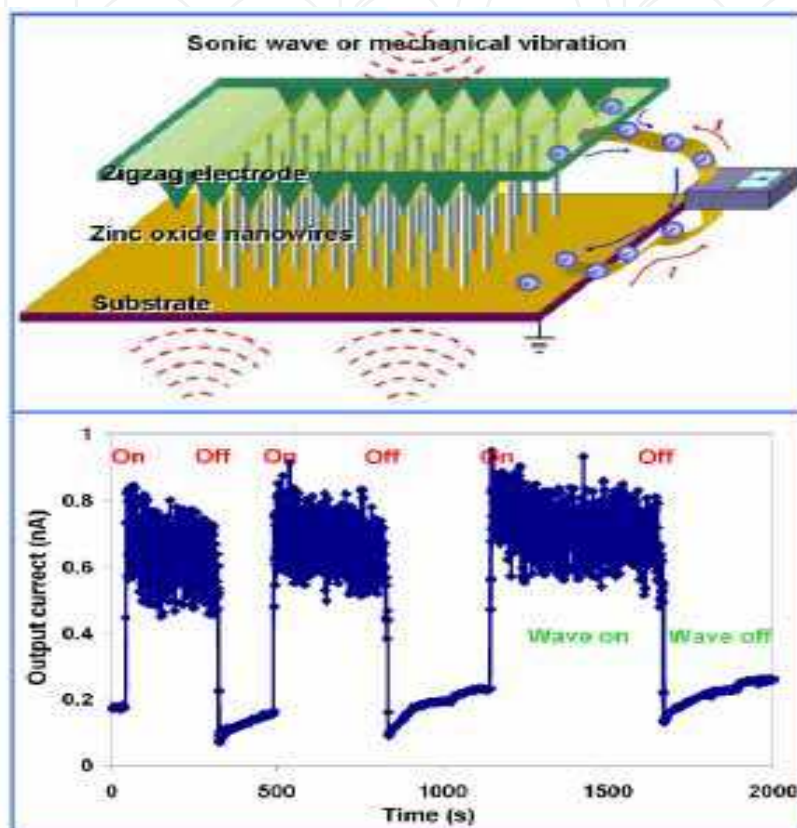 Sonic wave or mechanical vibration
Zigzag electrode
Zinc oxide nanowires
Substrate
I
I
1
On Off On Off On Off
0.8
0.6
Output currect (nA)
0.4
Wave on Wave off
0.2
0
0 500 1000 1500 2000
Time (s)